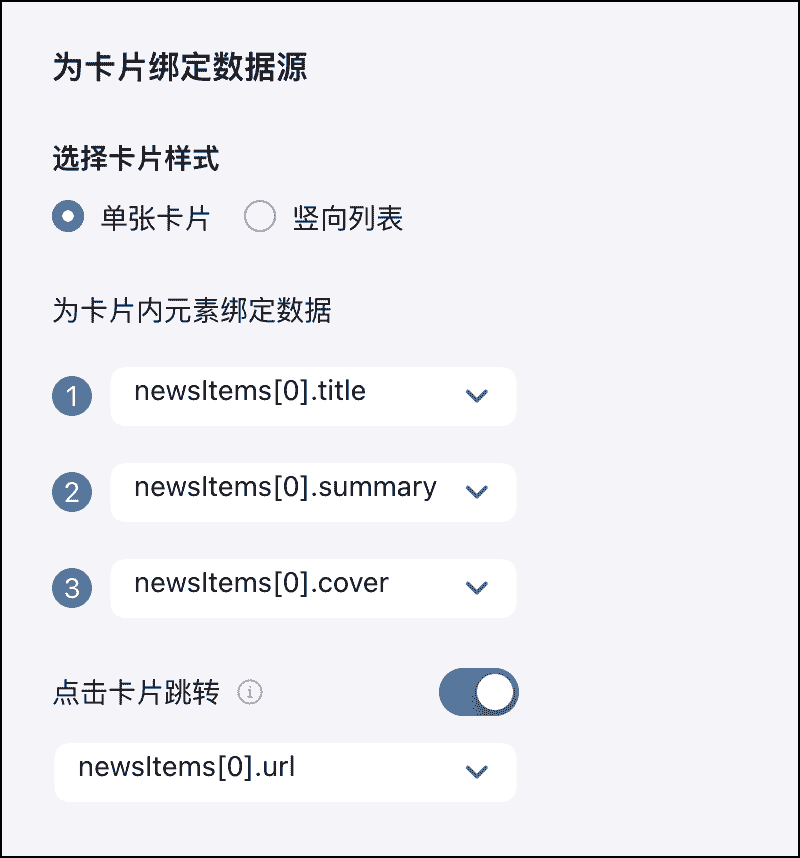 为卡片绑定数据源
选择卡片样式
单张卡片 竖向列表
为卡片内元素绑定数据
1 newsItems[0].title
2 newsItems[0].summary
3 newsItems[0].cover
点击卡片跳转 i
newsItems[0].url